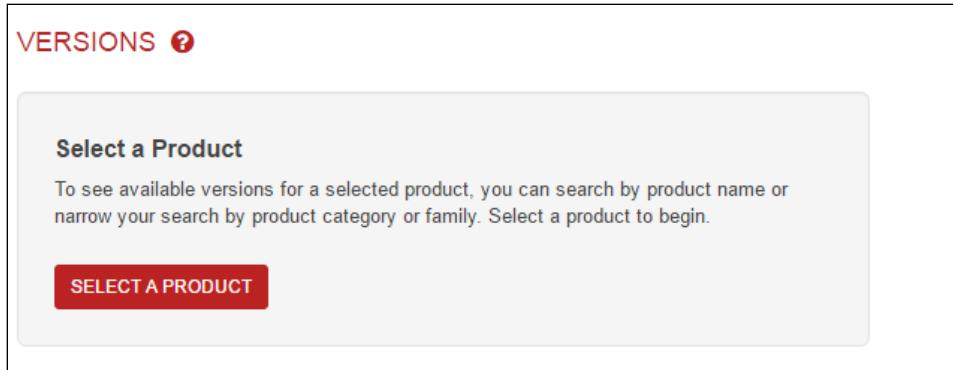 VERSIONS ?
Select a Product
To see available versions for a selected product, you can search by product name or
narrow your search by product category or family. Select a product to begin.
SELECT A PRODUCT